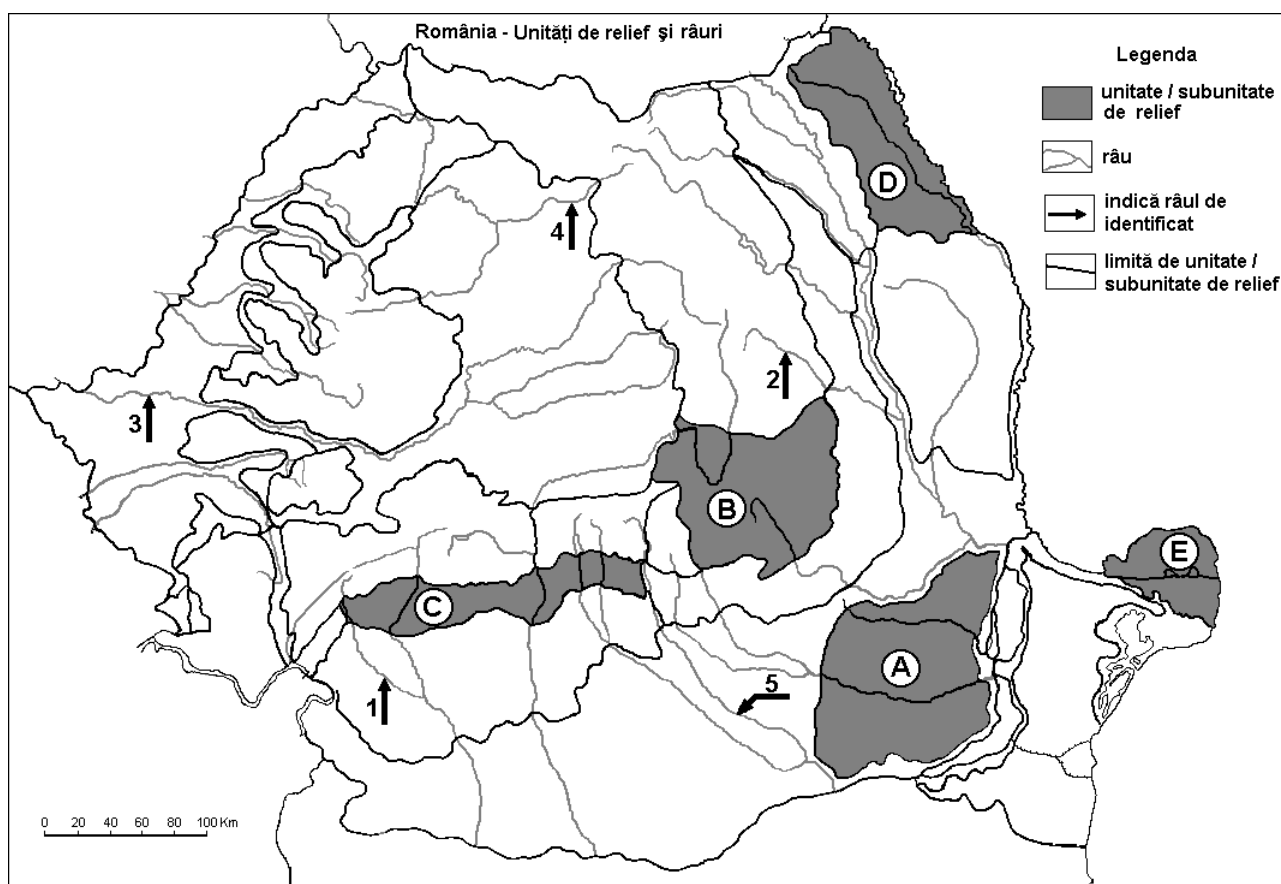 România - Unități de relief şi râuri
Legenda
unitate / subunitate
de relief
râu
indică râul de
identificat
limită de unitate /
subunitate de relief
D
4
2
3
B
E
C
A
5
1
0 20 40 60 80 100 Km